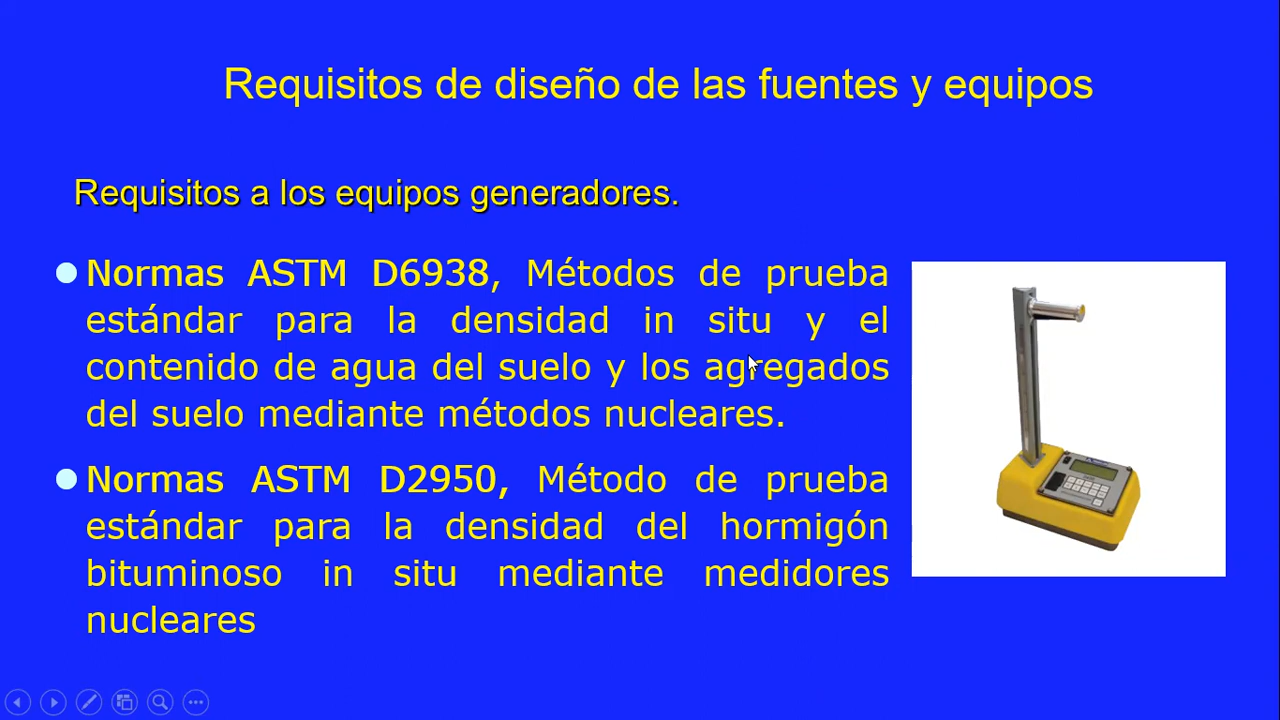 Requisitos de diseño de las fuentes y equipos
Requisitos a los equipos generadores.
Normas ASTM D6938, Métodos de prueba
estándar para la densidad in situ y el
contenido de agua del suelo y los agregados
del suelo mediante métodos nucleares.
Normas ASTM D2950, Método de prueba
estándar para la densidad del hormigón
bituminoso in situ mediante medidores
nucleares